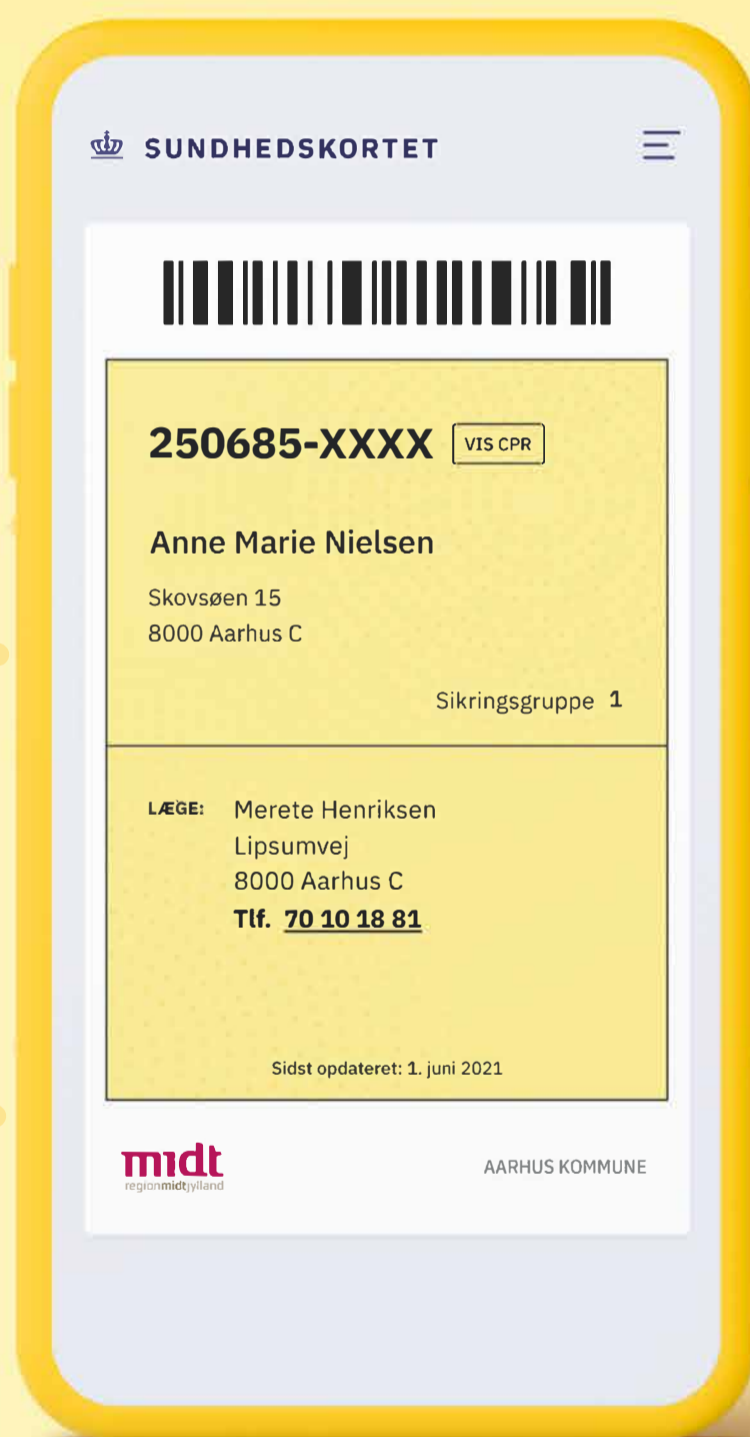 SUNDHEDSKORTET
250685-XXXX VIS CPR
Anne Marie Nielsen
Skovsøen 15
8000 Aarhus C
Sikringsgruppe 1
LÆGE: Merete Henriksen
Lipsumvej
8000 Aarhus C
Tlf. 70 10 18 81
Sidst opdateret: 1. juni 2021
midt
regionmidtjylland
AARHUS KOMMUNE